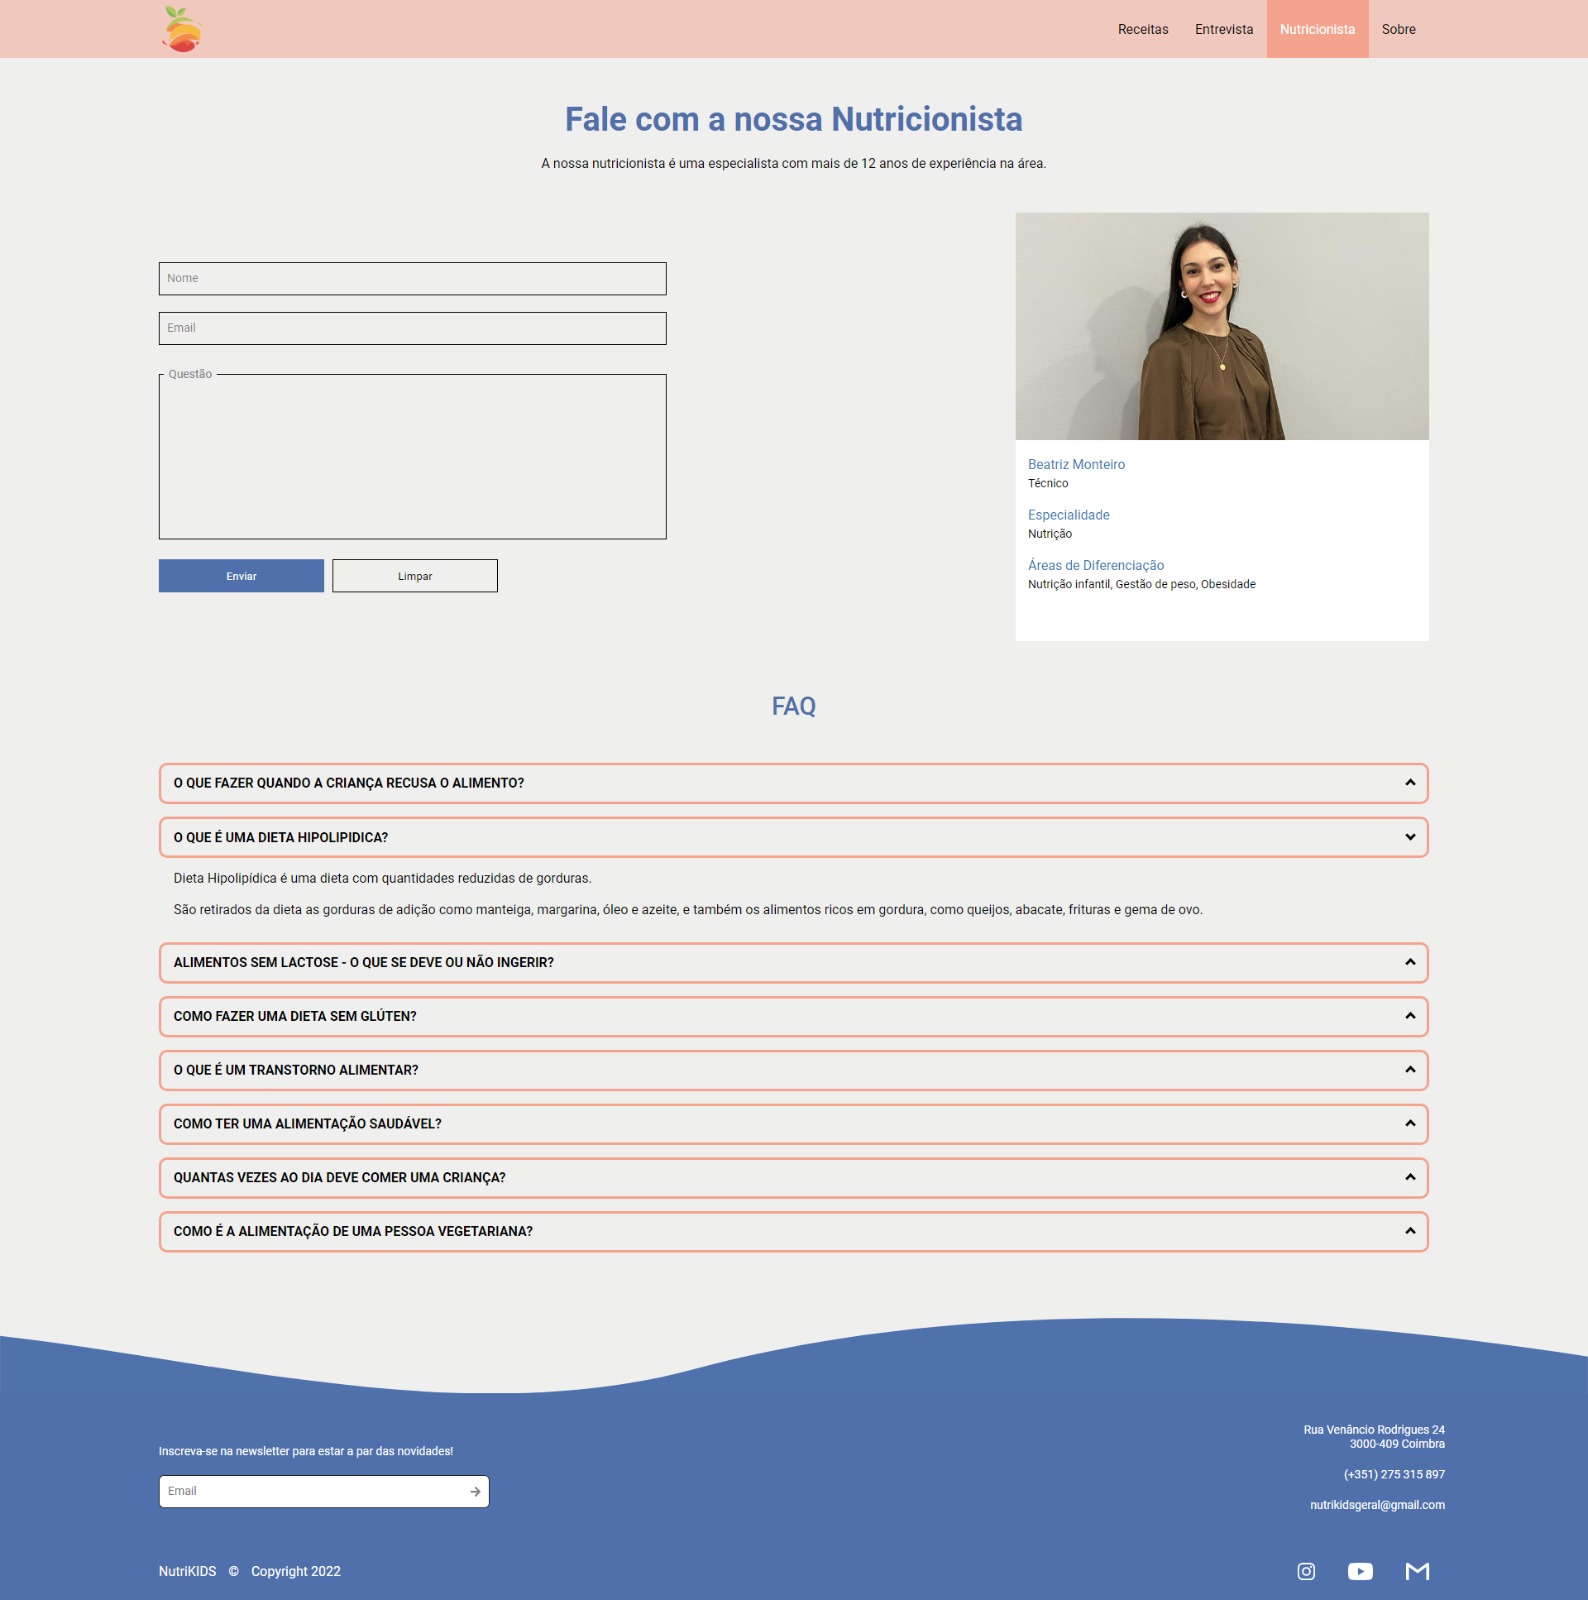 Receitas Entrevista Nutricionista Sobre
Fale com a nossa Nutricionista
A nossa nutricionista é uma especialista com mais de 12 anos de experiência na área.
Nome
Email
Questão
Enviar Limpar
Beatriz Monteiro
Técnico
Especialidade
Nutrição
Áreas de Diferenciação
Nutrição infantil, Gestão de peso, Obesidade
FAQ
O QUE FAZER QUANDO A CRIANÇA RECUSA O ALIMENTO?
O QUE É UMA DIETA HIPOLIPIDICA?
Dieta Hipolipídica é uma dieta com quantidades reduzidas de gorduras.
São retirados da dieta as gorduras de adição como manteiga, margarina, óleo e azeite, e também os alimentos ricos em gordura, como queijos, abacate, frituras e gema de ovo.
ALIMENTOS SEM LACTOSE - O QUE SE DEVE OU NÃO INGERIR?
COMO FAZER UMA DIETA SEM GLÚTEN?
O QUE É UM TRANSTORNO ALIMENTAR?
COMO TER UMA ALIMENTAÇÃO SAUDÁVEL?
QUANTAS VEZES AO DIA DEVE COMER UMA CRIANÇA?
COMO É A ALIMENTAÇÃO DE UMA PESSOA VEGETARIANA?
Inscreva-se na newsletter para estar a par das novidades!
Email
Rua Venâncio Rodrigues 24
3000-409 Coimbra
(+351) 275 315 897
nutrikidsgeral@gmail.com
NutriKIDS © Copyright 2022